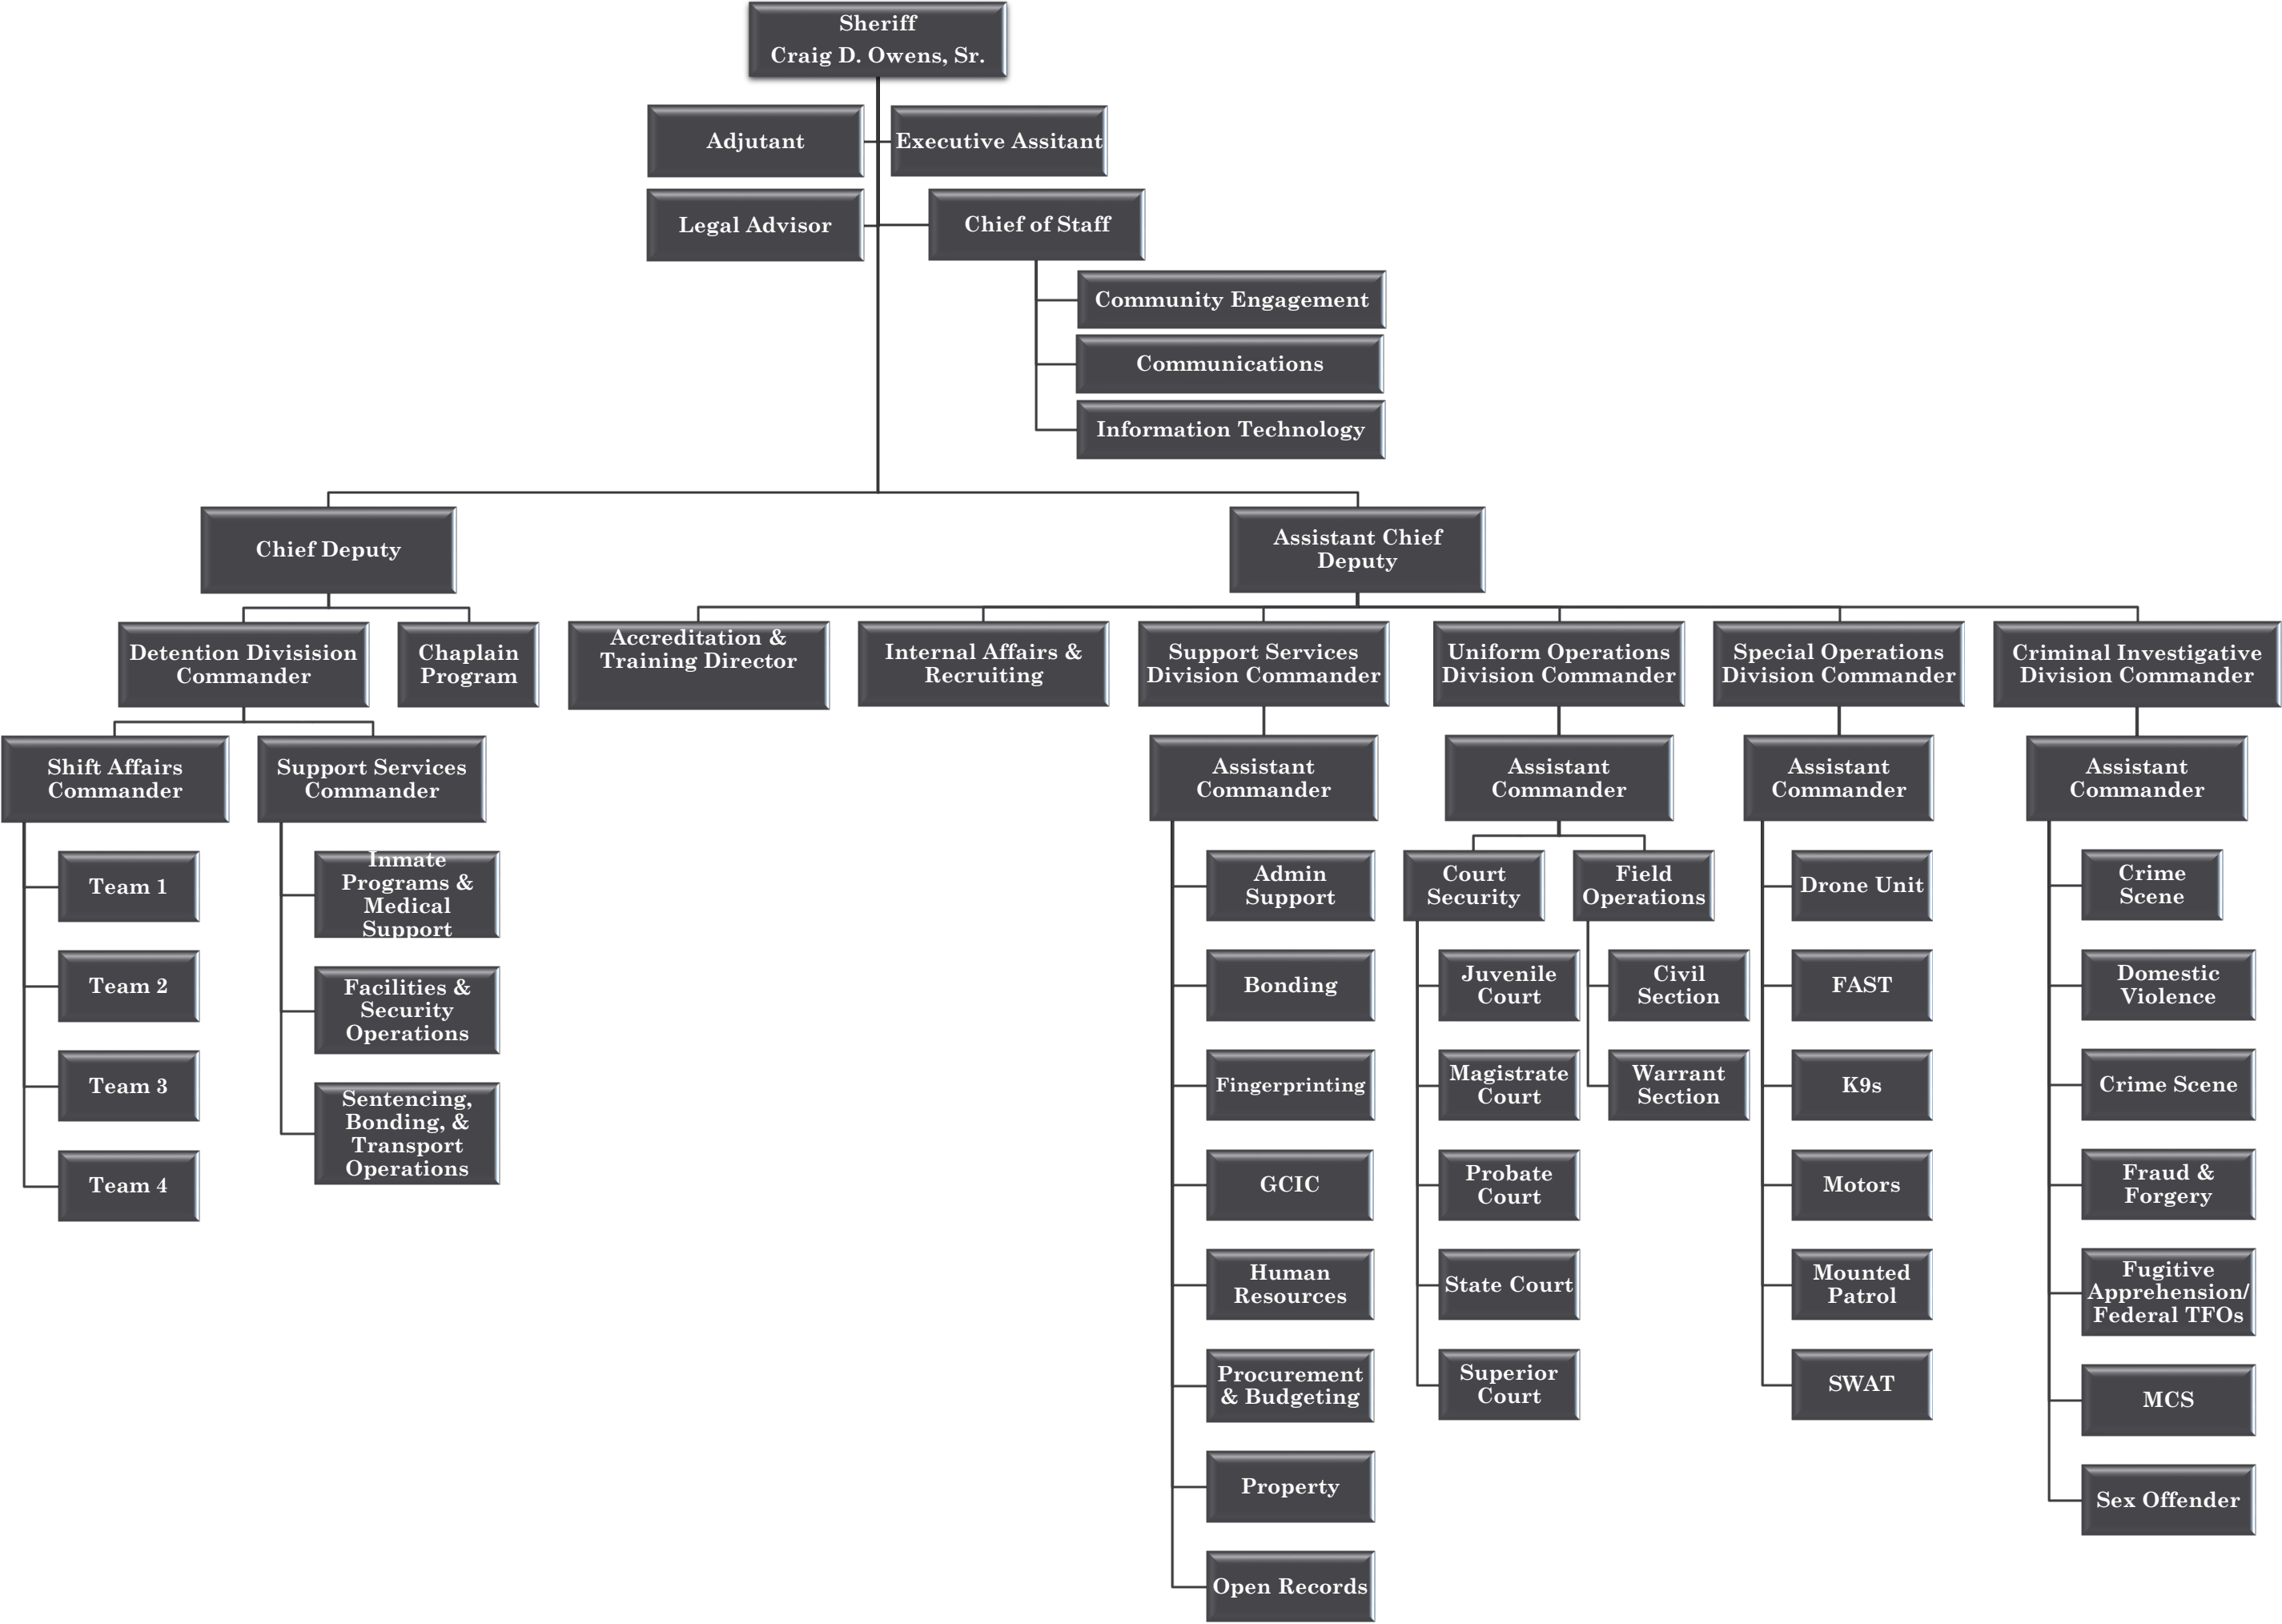 Sheriff
Craig D. Owens, Sr.
Adjutant
Executive Assitant
Legal Advisor
Chief of Staff
Community Engagement
Communications
Information Technology
Chief Deputy
Assistant Chief
Deputy
Detention Divisision
Commander
Chaplain
Program
Accreditation &
Training Director
Internal Affairs &
Recruiting
Support Services
Division Commander
Uniform Operations
Division Commander
Special Operations
Division Commander
Criminal Investigative
Division Commander
Shift Affairs
Commander
Support Services
Commander
Assistant
Commander
Assistant
Commander
Assistant
Commander
Assistant
Commander
Team 1
Team 2
Team 3
Team 4
Inmate
Programs &
Medical
Support
Facilities &
Security
Operations
Sentencing,
Bonding, &
Transport
Operations
Admin
Support
Bonding
Fingerprinting
GCIC
Human
Resources
Procurement
& Budgeting
Property
Open Records
Court
Security
Juvenile
Court
Magistrate
Court
Probate
Court
State Court
Superior
Court
Field
Operations
Civil
Section
Warrant
Section
Drone Unit
FAST
K9s
Motors
Mounted
Patrol
SWAT
Crime
Scene
Domestic
Violence
Crime Scene
Fraud &
Forgery
Fugitive
Apprehension/
Federal TFOs
MCS
Sex Offender